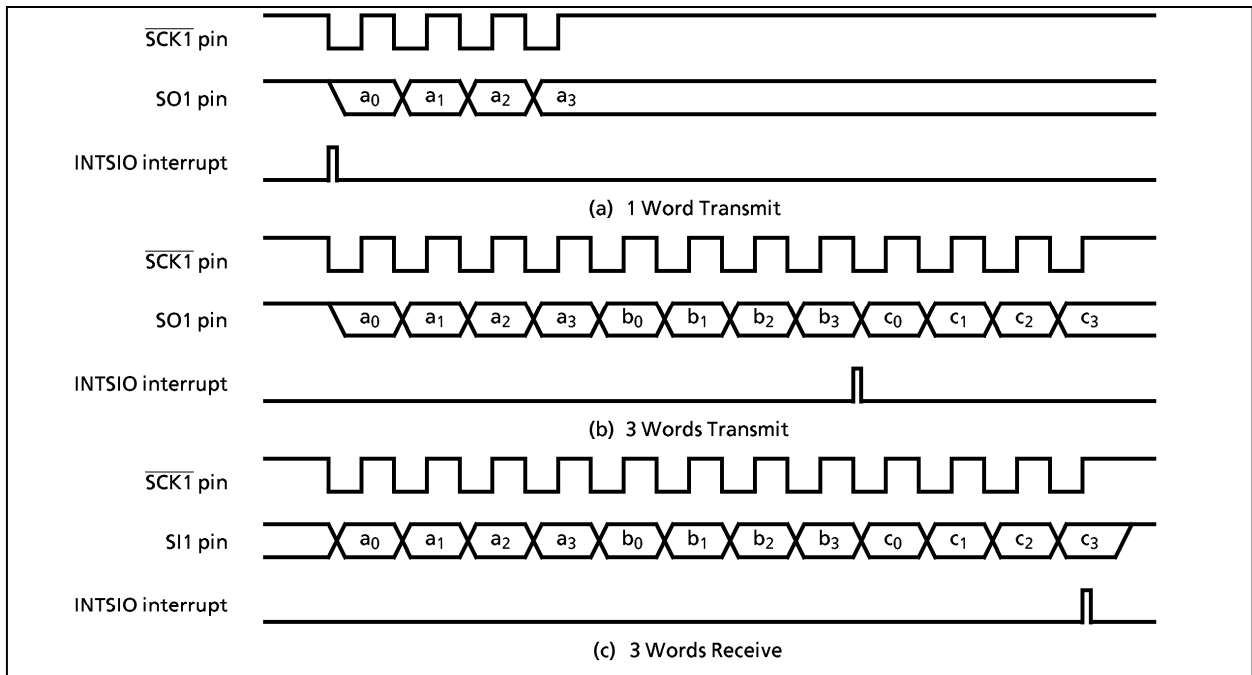 SCK1 pin
SO1 pin a0 a1 a2 a3
INTSIO interrupt
(a) 1 Word Transmit
SCK1 pin
SO1 pin a0 a1 a2 a3 b0 b1 b2 b3 c0 c1 c2 c3
INTSIO interrupt
(b) 3 Words Transmit
SCK1 pin
SI1 pin a0 a1 a2 a3 b0 b1 b2 b3 c0 c1 c2 c3
INTSIO interrupt
(c) 3 Words Receive